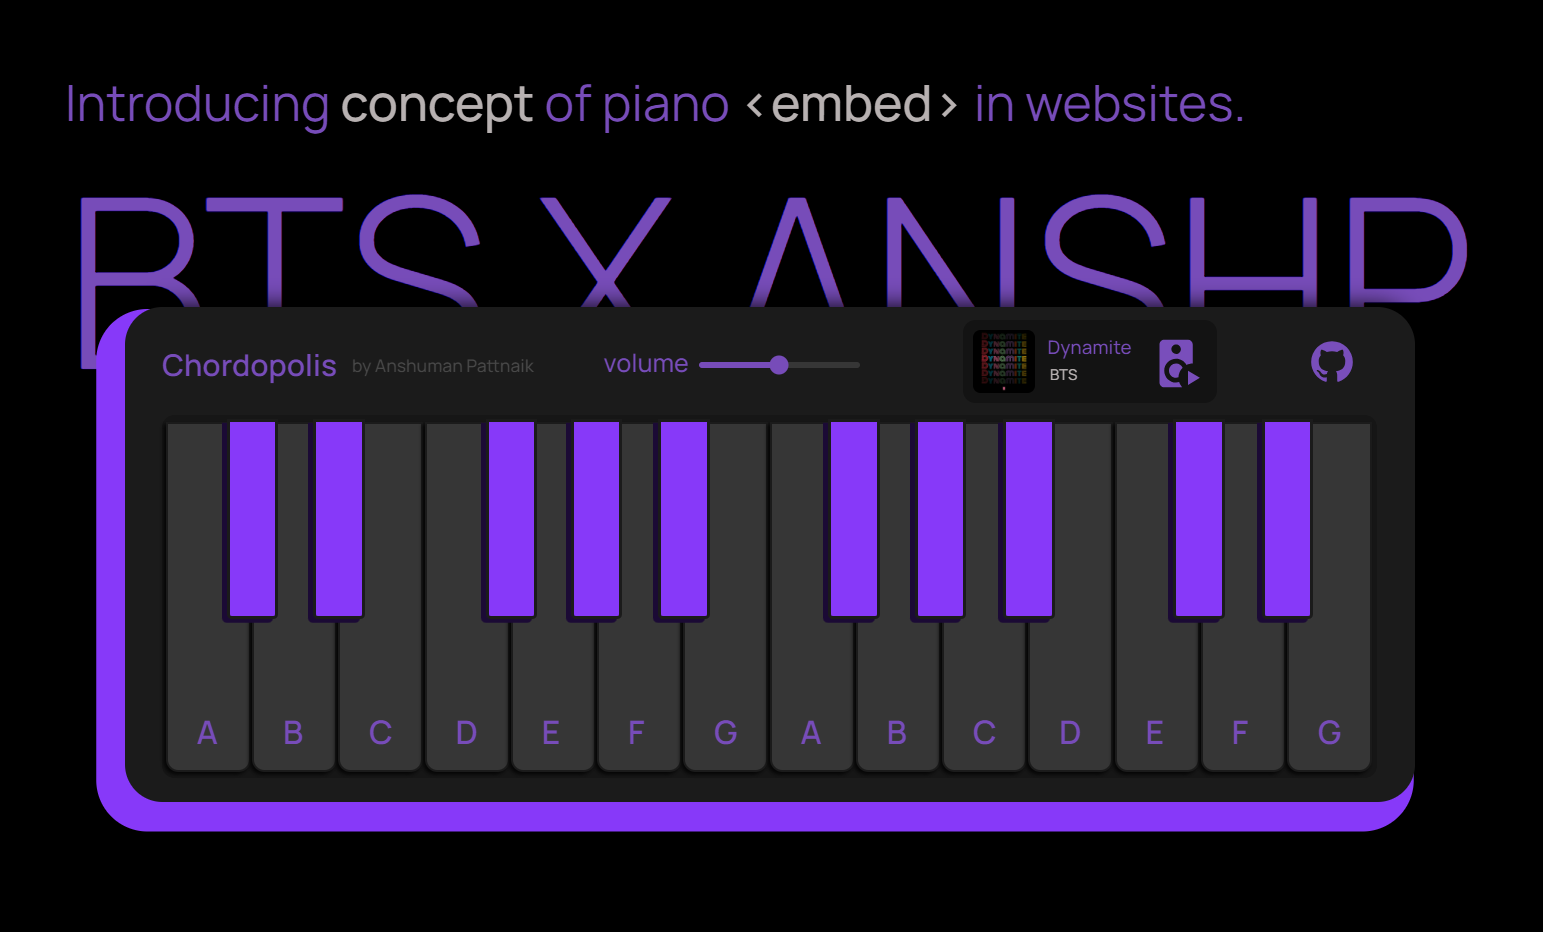 Introducing concept of piano <embed> in websites.
BTS X ANSHP
Chordopolis by Anshuman Pattnaik
volume
DYNAMITE
DYNAMITE
DYNAMITE
DYNAMITE
DYNAMITE
DYNAMITE
DYNAMITE
Dynamite
BTS
A B C D E F G A B C D E F G